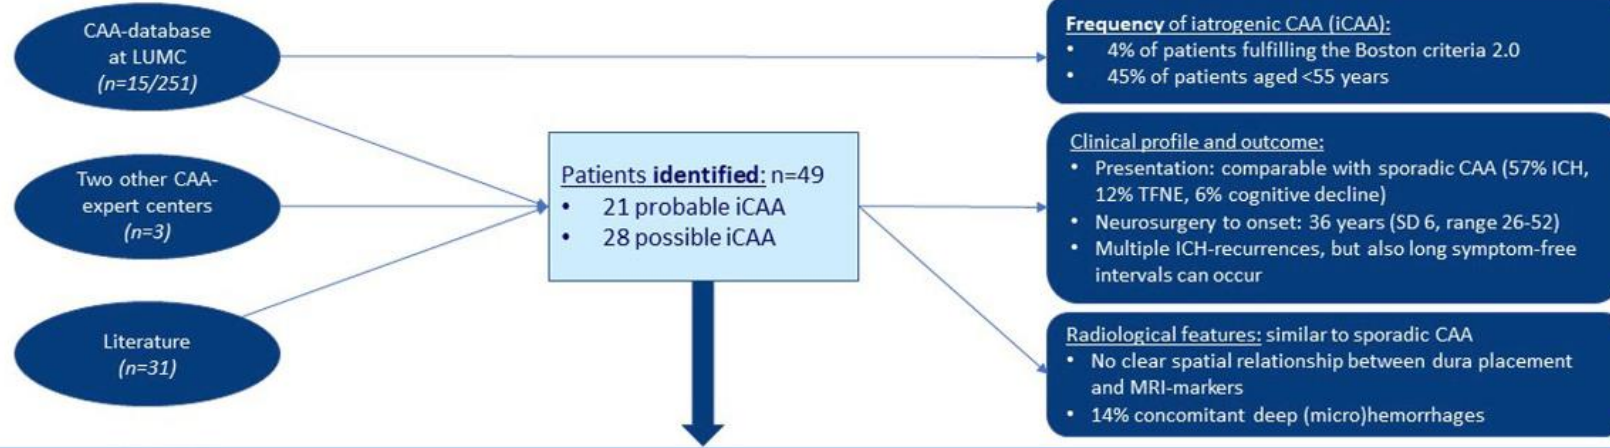 CAA-database
at LUMC
(n=15/251)
Two other CAA-
expert centers
(n=3)
Literature
(n=31)
Patients identified: n=49
• 21 probable iCAA
• 28 possible iCAA
Frequency of iatrogenic CAA (iCAA):
• 4% of patients fulfilling the Boston criteria 2.0
• 45% of patients aged <55 years
Clinical profile and outcome:
• Presentation: comparable with sporadic CAA (57% ICH,
12% TFNE, 6% cognitive decline)
• Neurosurgery to onset: 36 years (SD 6, range 26-52)
• Multiple ICH-recurrences, but also long symptom-free
intervals can occur
Radiological features: similar to sporadic CAA
• No clear spatial relationship between dura placement
and MRI-markers
• 14% concomitant deep (micro)hemorrhages